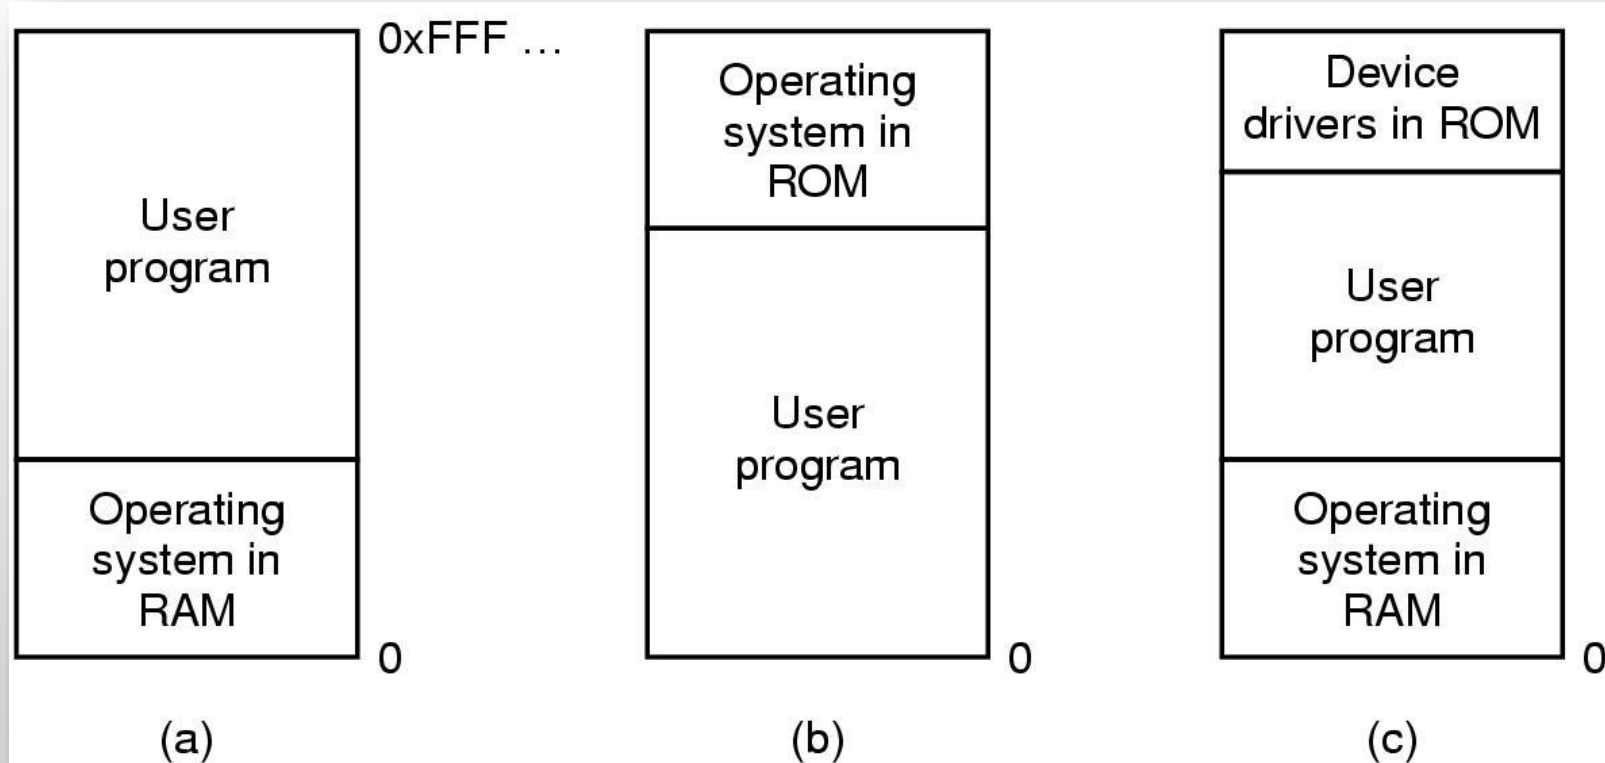 0xFFF ...
User
program
Operating
system in
RAM
0
(a)
Operating
system in
ROM
User
program
0
(b)
Device
drivers in ROM
User
program
Operating
system in
RAM
0
(c)